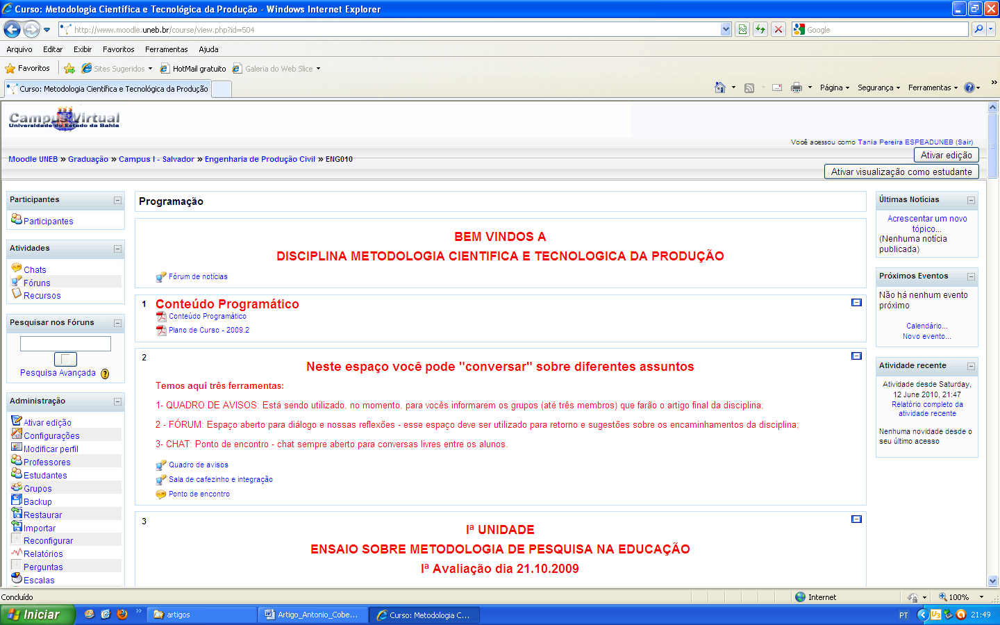 Curso: Metodologia Científica e Tecnológica da Produção - Windows Internet Explorer
http://www.moodle.uneb.br/course/view.php?id=504
Google
Arquivo Editar Exibir Favoritos Ferramentas Ajuda
Favoritos Sites Sugeridos HotMail gratuito Galeria do Web Slice
Curso: Metodologia Científica e Tecnológica da Produção
Página Segurança Ferramentas »
Campus Virtual
Universidade do Estado da Bahia
Você acessou como Tania Pereira ESPEADUNEB (Sair)
Moodle UNEB » Graduação » Campus I - Salvador » Engenharia de Produção Civil » ENG010
Ativar edição
Ativar visualização como estudante
Participantes
Participantes
Atividades
Chats
Fóruns
Recursos
Pesquisar nos Fóruns
Pesquisa Avançada ?
Administração
Ativar edição
Configurações
Modificar perfil
Professores
Estudantes
Grupos
Backup
Restaurar
Importar
Reconfigurar
Relatórios
Perguntas
Escalas
Programação
BEM VINDOS A
DISCIPLINA METODOLOGIA CIENTIFICA E TECNOLOGICA DA PRODUÇÃO
Fórum de notícias
1 Conteúdo Programático
Conteúdo Programático
Plano de Curso - 2009.2
2
Neste espaço você pode "conversar" sobre diferentes assuntos
Temos aqui três ferramentas:
1- QUADRO DE AVISOS: Está sendo utilizado, no momento, para vocês informarem os grupos (até três membros) que farão o artigo final da disciplina;
2 - FÓRUM: Espaço aberto para diálogo e nossas reflexões - esse espaço deve ser utilizado para retorno e sugestões sobre os encaminhamentos da disciplina;
3- CHAT: Ponto de encontro - chat sempre aberto para conversas livres entre os alunos.
Quadro de avisos
Sala de cafezinho e integração
Ponto de encontro
3
Iª UNIDADE
ENSAIO SOBRE METODOLOGIA DE PESQUISA NA EDUCAÇÃO
Iª Avaliação dia 21.10.2009
Últimas Notícias
Acrescentar um novo
tópico...
(Nenhuma notícia
publicada)
Próximos Eventos
Não há nenhum evento
próximo
Calendário...
Novo evento...
Atividade recente
Atividade desde Saturday,
12 June 2010, 21:47
Relatório completo da
atividade recente
Nenhuma novidade desde o
seu último acesso
Concluído
Internet
100%
Iniciar
»
artigos
Artigo_Antonio_Cobe...
Curso: Metodologia C...
PT
21:49